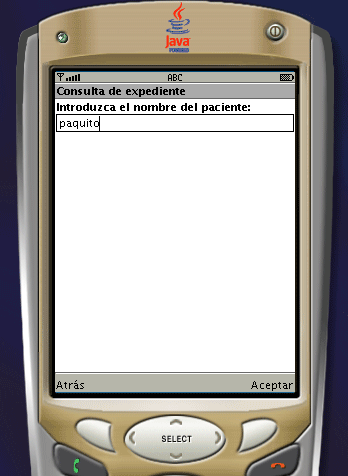 Java
POWERED
ABC
Consulta de expediente
Introduzca el nombre del paciente:
paquito
Atrás
Aceptar
SELECT